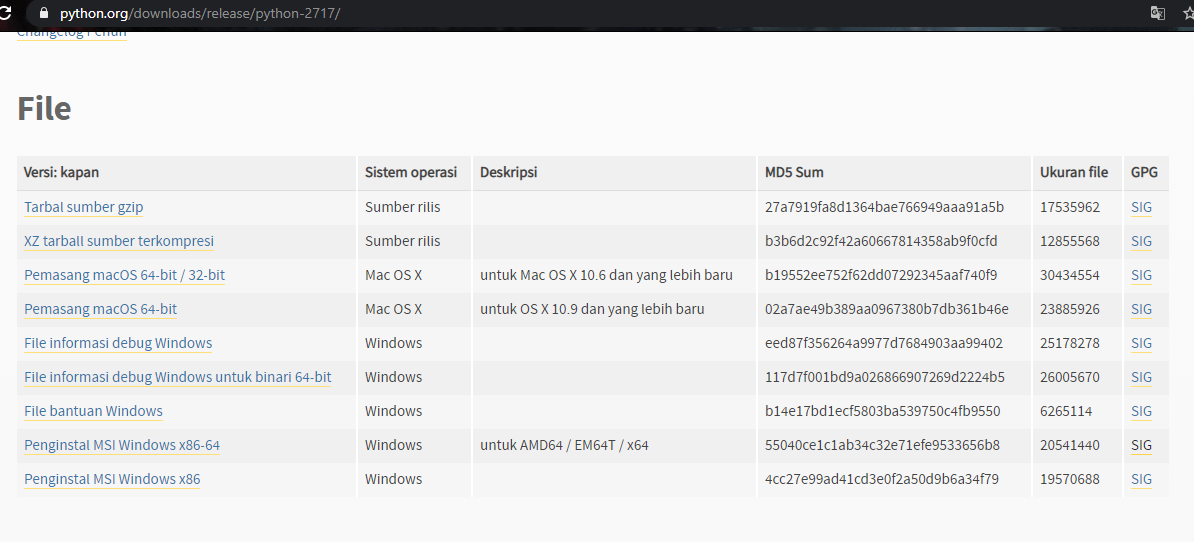 python.org/downloads/release/python-2717/
Changelog Penuh
File
Versi: kapan Sistem operasi Deskripsi MD5 Sum Ukuran file GPG
Tarbal sumber gzip Sumber rilis 27a7919fa8d1364bae766949aaa91a5b 17535962 SIG
XZ tarball sumber terkompresi Sumber rilis b3b6d2c92f42a60667814358ab9f0cfd 12855568 SIG
Pemasang macOS 64-bit / 32-bit Mac OS X untuk Mac OS X 10.6 dan yang lebih baru b19552ee752f62dd07292345aaf740f9 30434554 SIG
Pemasang macOS 64-bit Mac OS X untuk OS X 10.9 dan yang lebih baru 02a7ae49b389aa0967380b7db361b46e 23885926 SIG
File informasi debug Windows Windows eed87f356264a9977d7684903aa99402 25178278 SIG
File informasi debug Windows untuk binari 64-bit Windows 117d7f001bd9a026866907269d2224b5 26005670 SIG
File bantuan Windows Windows b14e17bd1ecf5803ba539750c4fb9550 6265114 SIG
Penginstal MSI Windows x86-64 Windows untuk AMD64 / EM64T / x64 55040ce1c1ab34c32e71efe9533656b8 20541440 SIG
Penginstal MSI Windows x86 Windows 4cc27e99ad41cd3e0f2a50d9b6a34f79 19570688 SIG